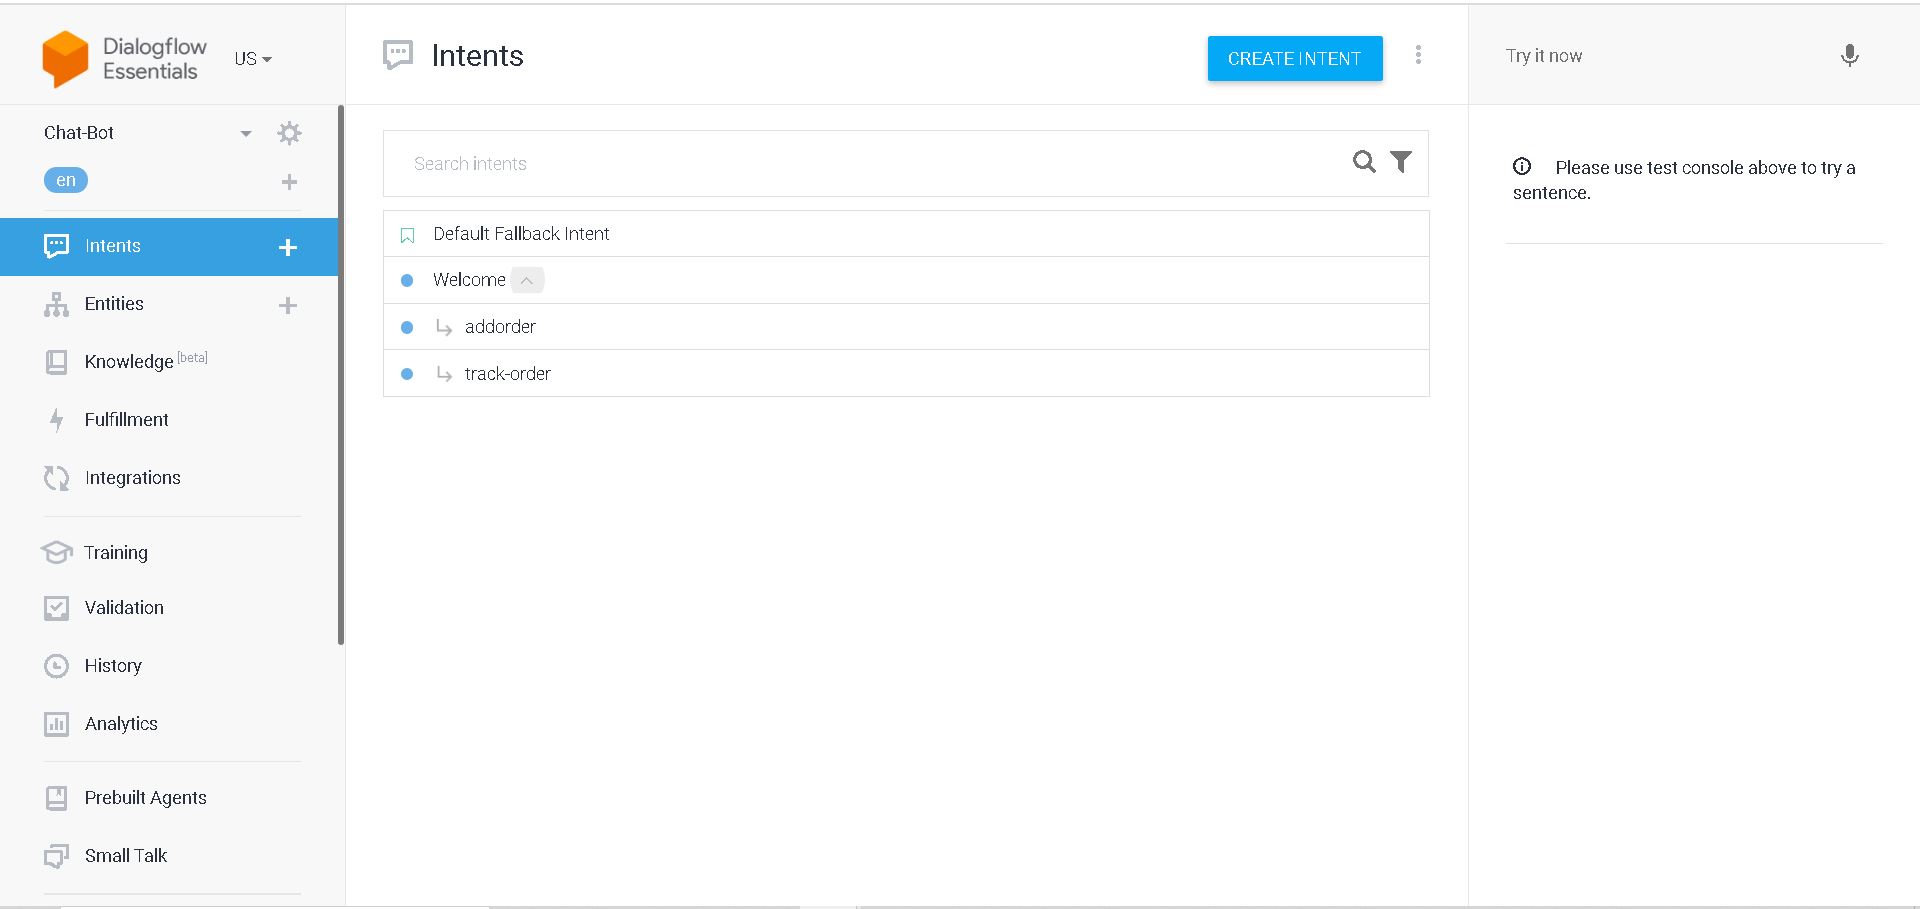 Dialogflow
Essentials
US
Chat-Bot
en
Intents
Entities
Knowledge [beta]
Fulfillment
Integrations
Training
Validation
History
Analytics
Prebuilt Agents
Small Talk
Intents
CREATE INTENT
Search intents
Default Fallback Intent
Welcome
addorder
track-order
Try it now
Please use test console above to try a
sentence.